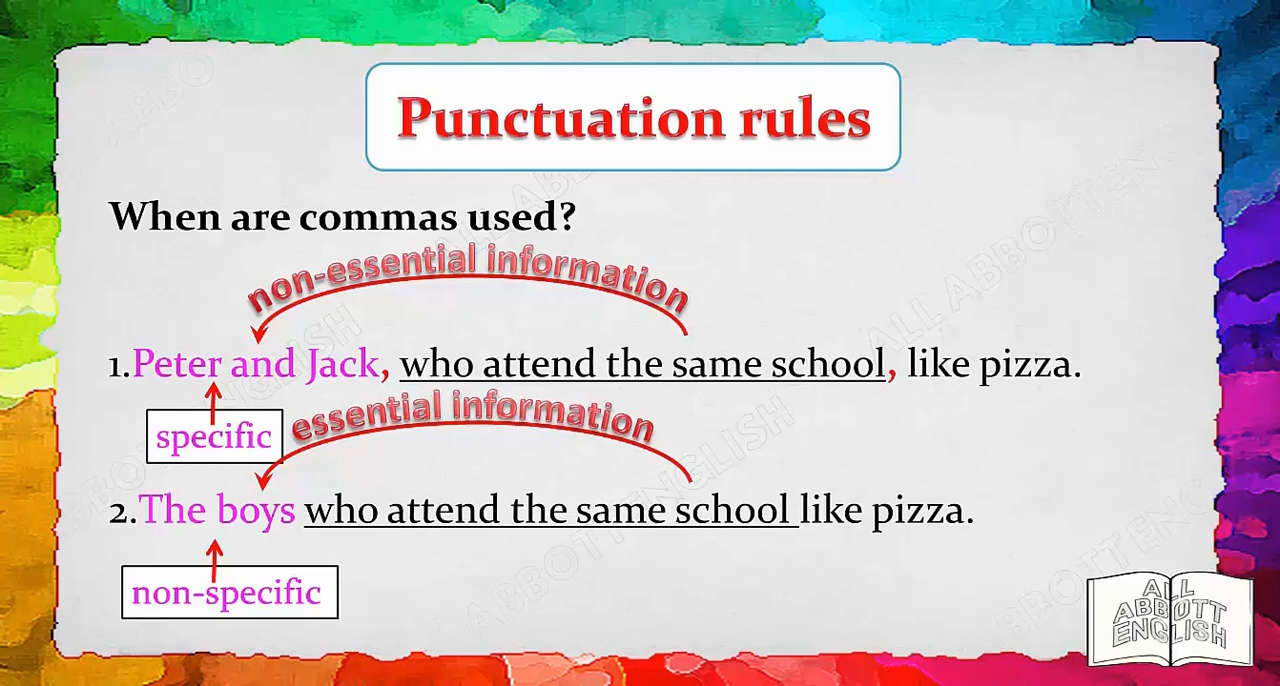 Punctuation rules
When are commas used?
non-essential information
1.Peter and Jack, who attend the same school, like pizza.
specific
essential information
2.The boys who attend the same school like pizza.
non-specific
ALL
ABBOTT
ENGLISH